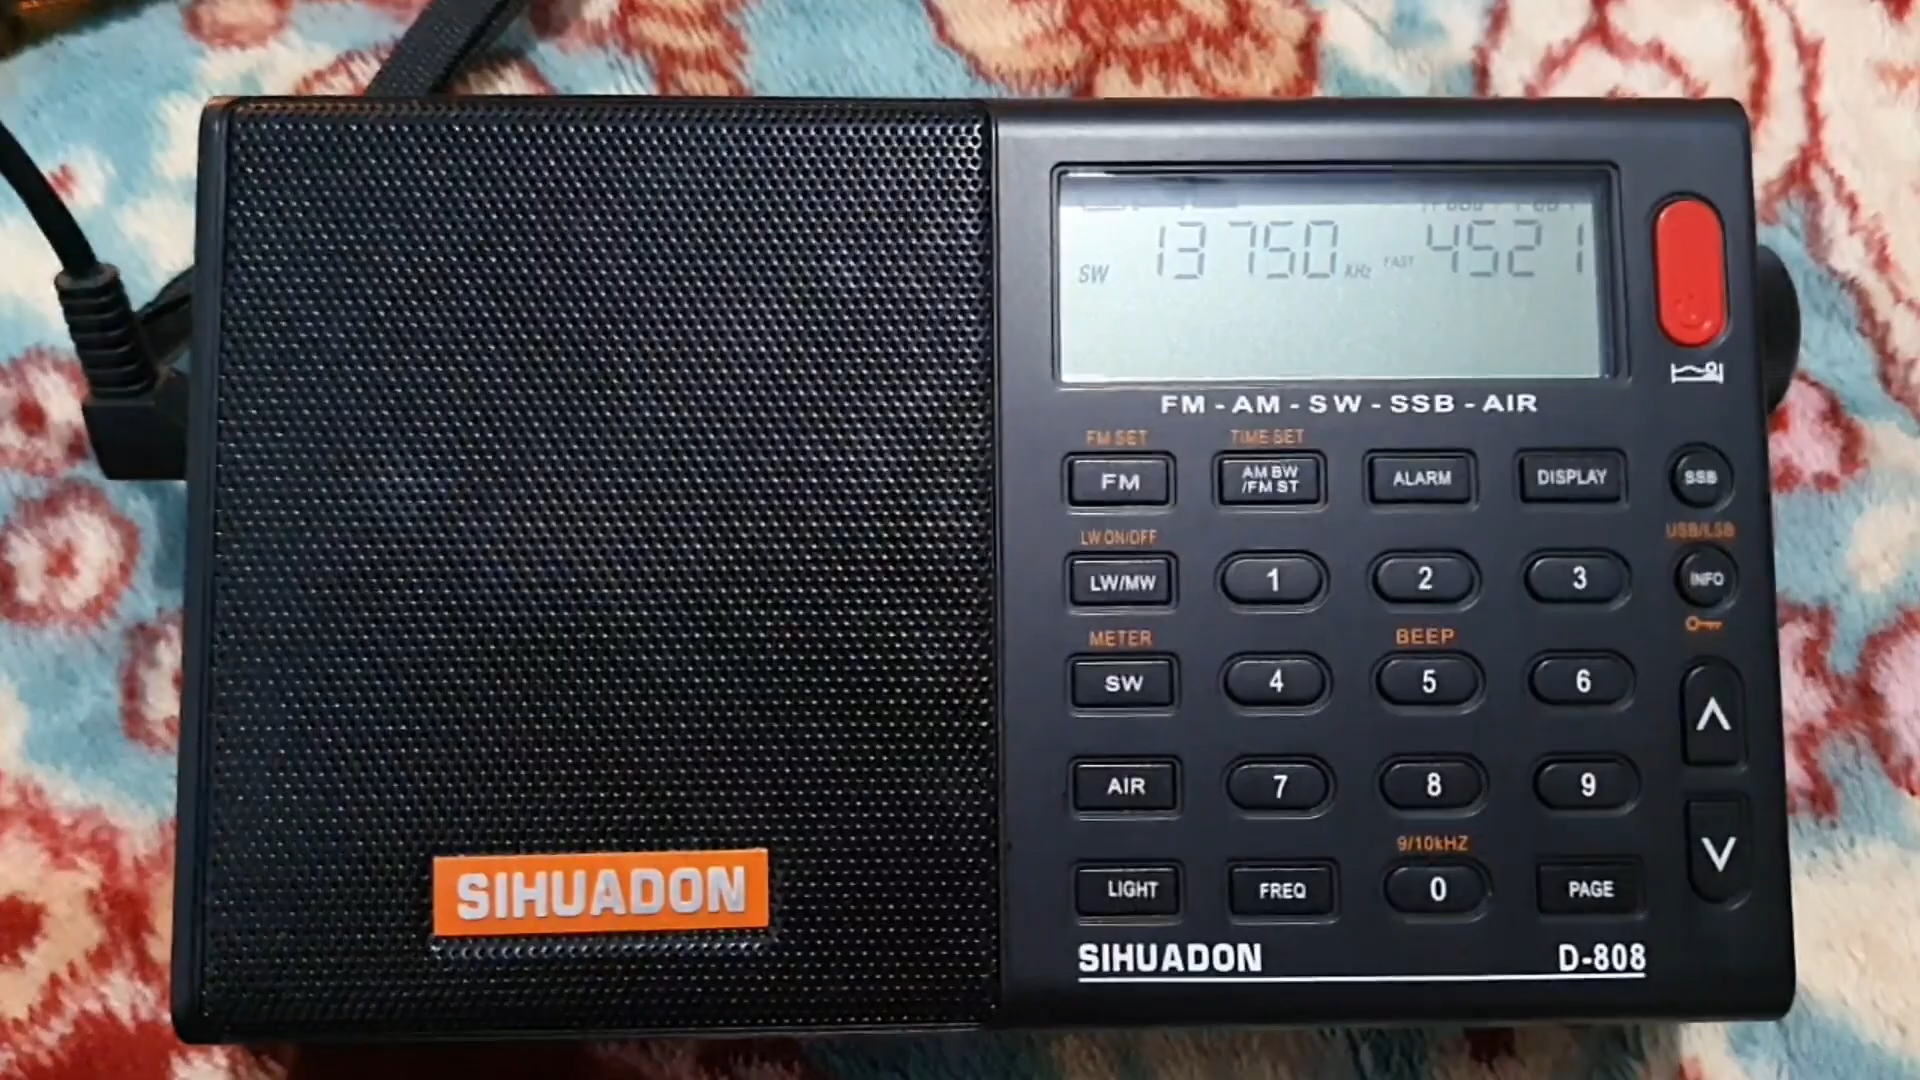 SW 13750 KHz FAST 4521
FM - AM - SW - SSB - AIR
FM SET TIME SET
FM AM BW ALARM DISPLAY SSB
/FM ST
LW ON/OFF USB/LSB
LW/MW 1 2 3 INFO
METER BEEP
SW 4 5 6
AIR 7 8 9
9/10kHZ
LIGHT FREQ 0 PAGE
SIHUADON
SIHUADON D-808